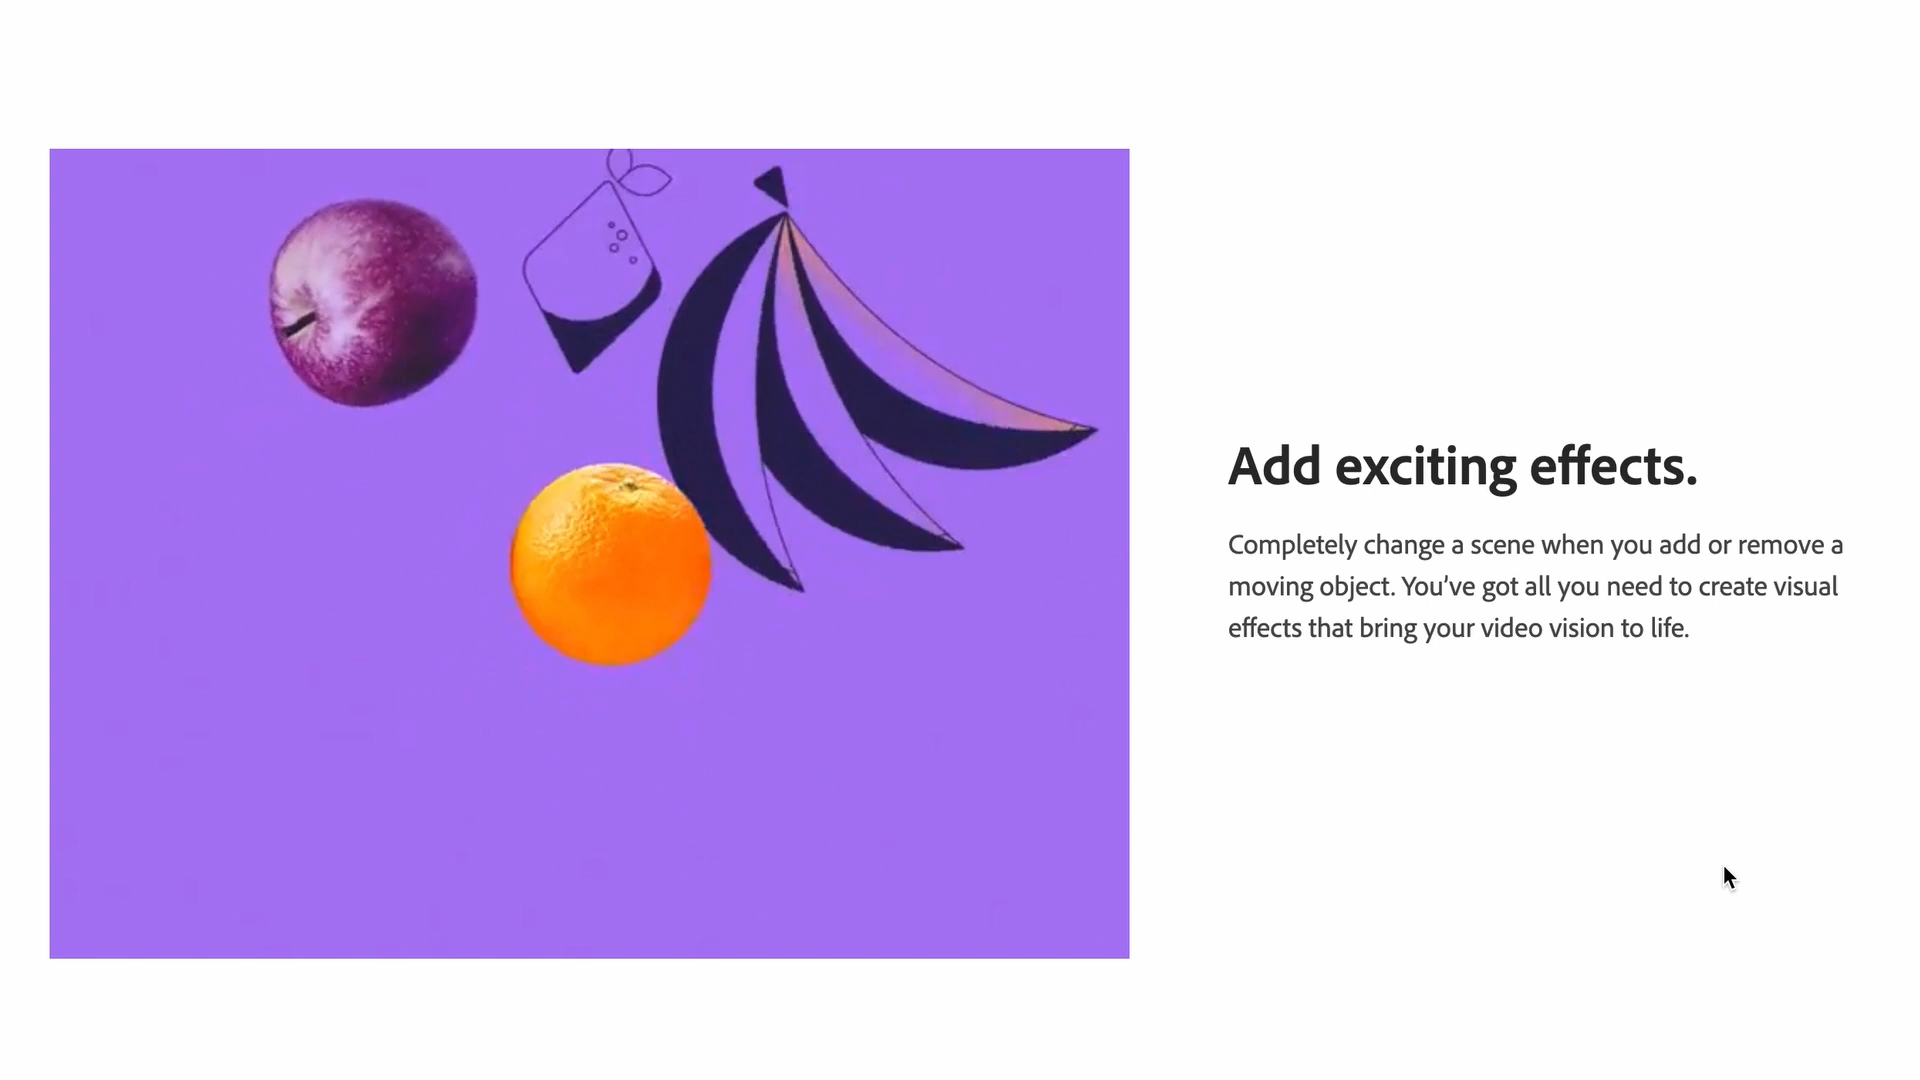 Add exciting effects.
Completely change a scene when you add or remove a
moving object. You’ve got all you need to create visual
effects that bring your video vision to life.